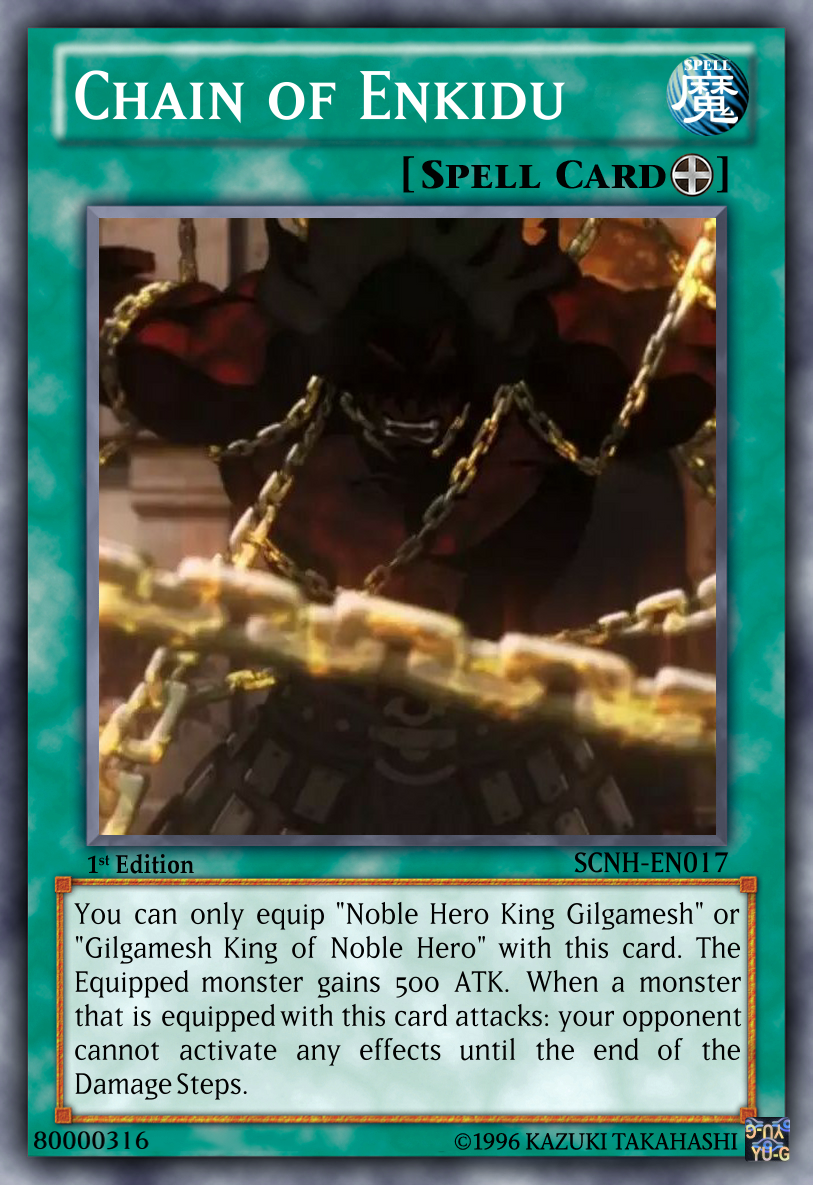 CHAIN OF ENKIDU
SPELL
魔
[SPELL CARD]
1st Edition
SCNH-EN017
You can only equip "Noble Hero King Gilgamesh" or
"Gilgamesh King of Noble Hero" with this card. The
Equipped monster gains 500 ATK. When a monster
that is equipped with this card attacks: your opponent
cannot activate any effects until the end of the
Damage Steps.
80000316
©1996 KAZUKI TAKAHASHI
YU-G
YU-G